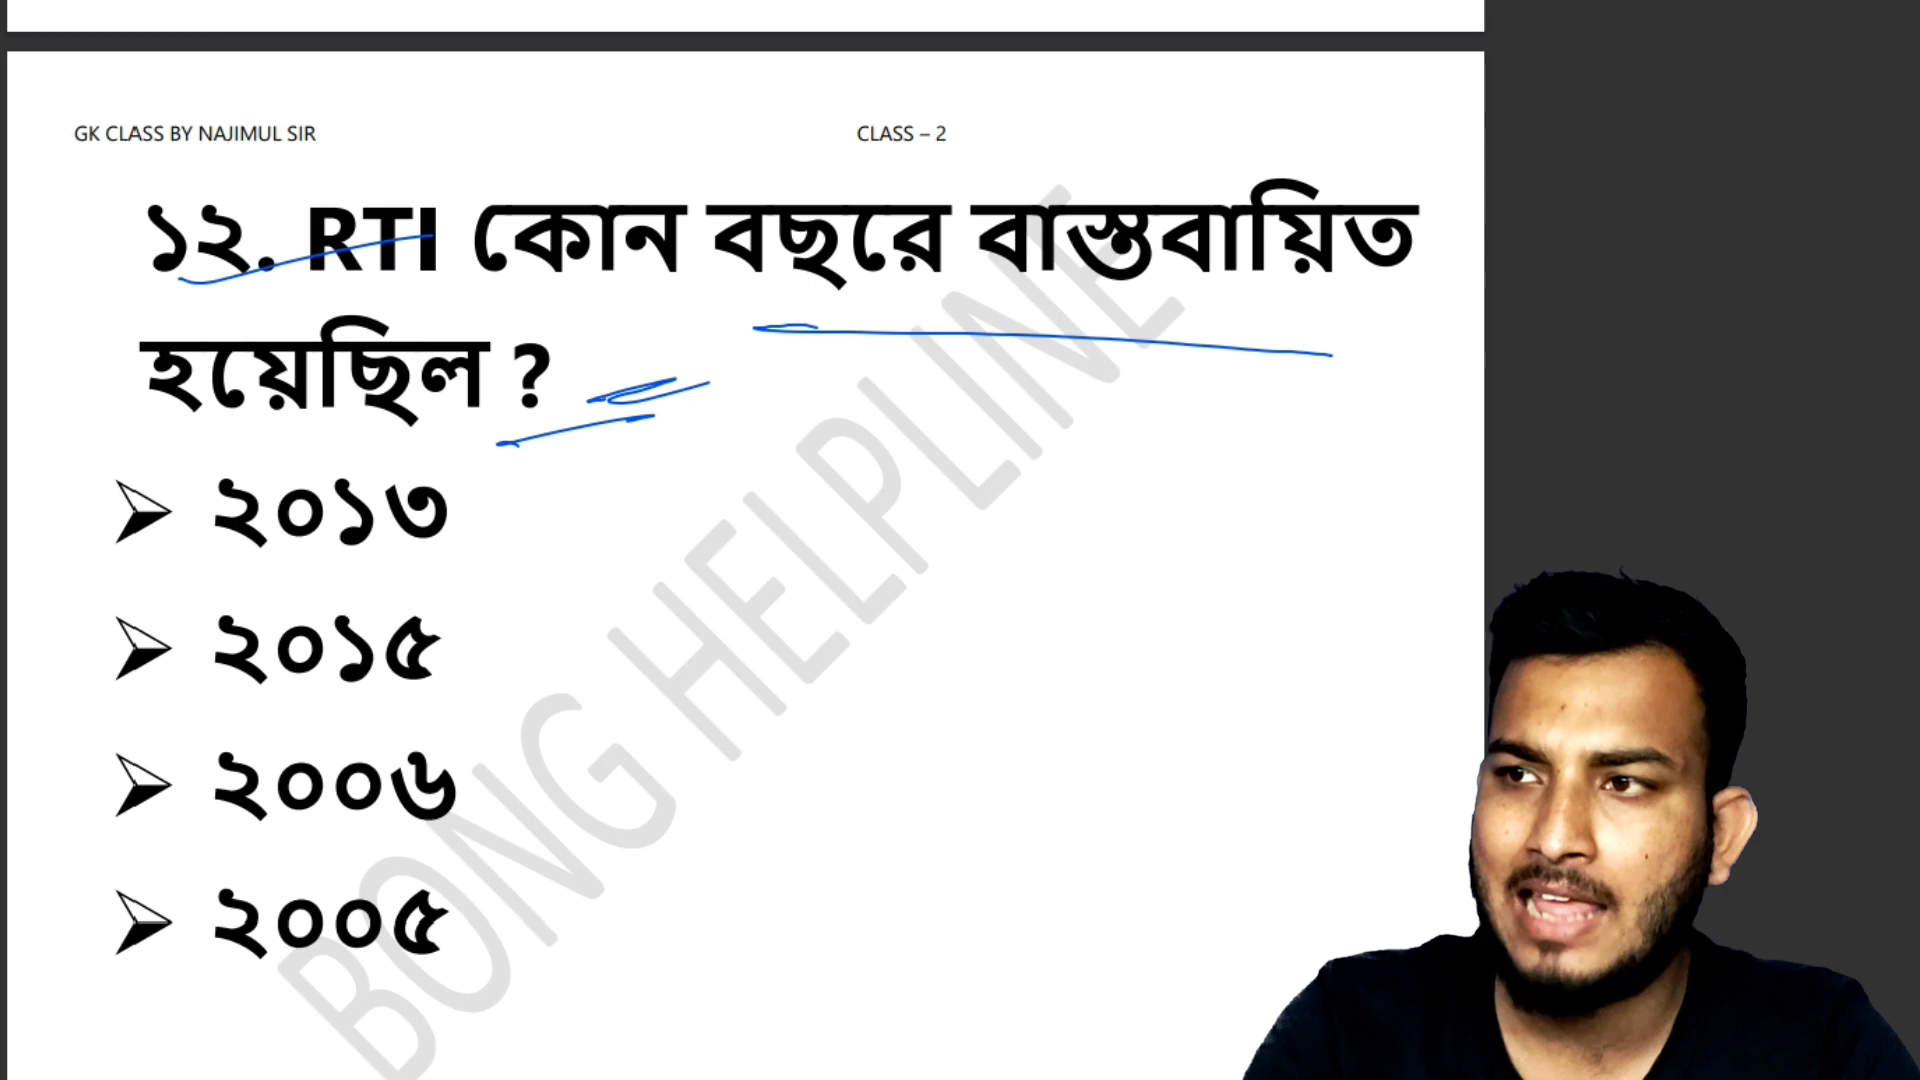 GK CLASS BY NAJIMUL SIR CLASS – 2
১২. RTI কোন বছরে বাস্তবায়িত
হয়েছিল ?
➢ ২০১৩
➢ ২০১৫
➢ ২০০৬
➢ ২০০৫
BONG HELPLINE